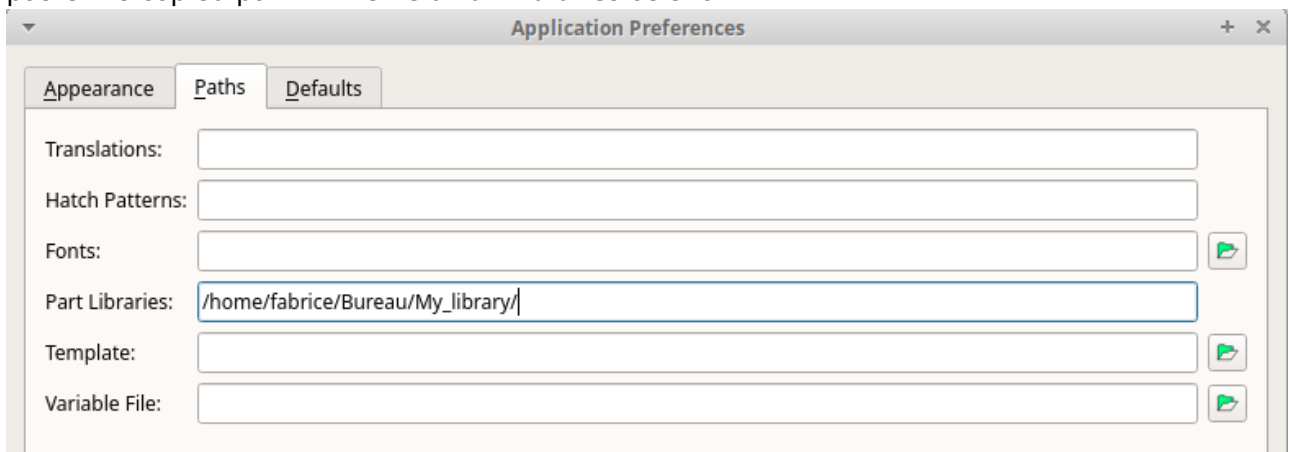 Application Preferences
Appearance Paths Defaults
Translations:
Hatch Patterns:
Fonts:
Part Libraries: /home/fabrice/Bureau/My_library/
Template:
Variable File: